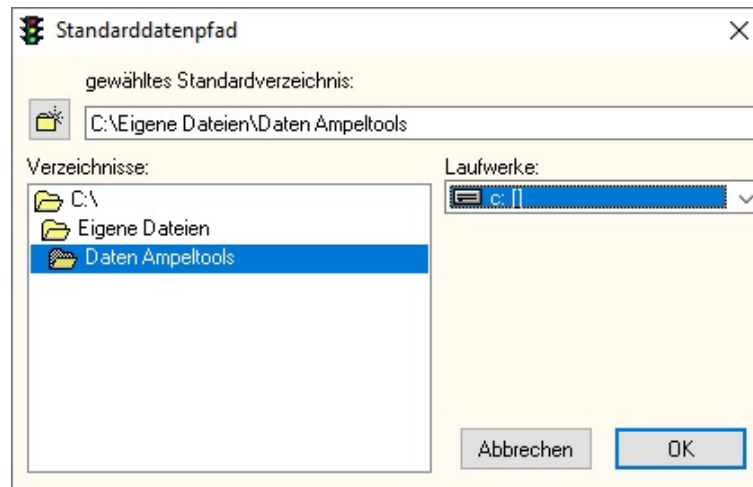 Standarddatenpfad
gewähltes Standardverzeichnis:
C:\Eigene Dateien\Daten Ampeltools
Verzeichnisse:
Laufwerke:
C:\
c: []
Eigene Dateien
Daten Ampeltools
Abbrechen
OK